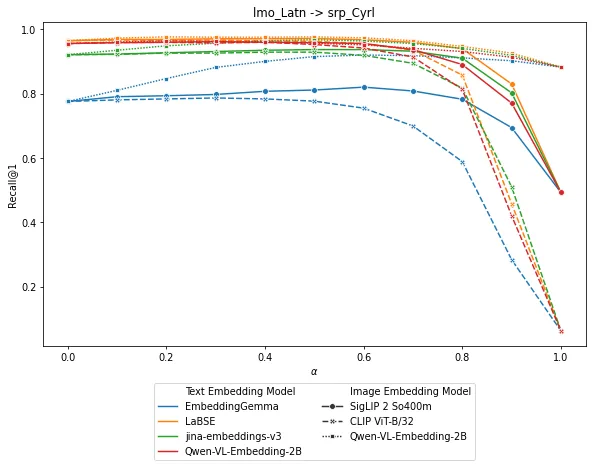 lmo_Latn -> srp_Cyrl
Recall@1
1.0
0.8
0.6
0.4
0.2
0.0 0.2 0.4 0.6 0.8 1.0
α
Text Embedding Model Image Embedding Model
EmbeddingGemma SigLIP 2 So400m
LaBSE CLIP ViT-B/32
jina-embeddings-v3 Qwen-VL-Embedding-2B
Qwen-VL-Embedding-2B